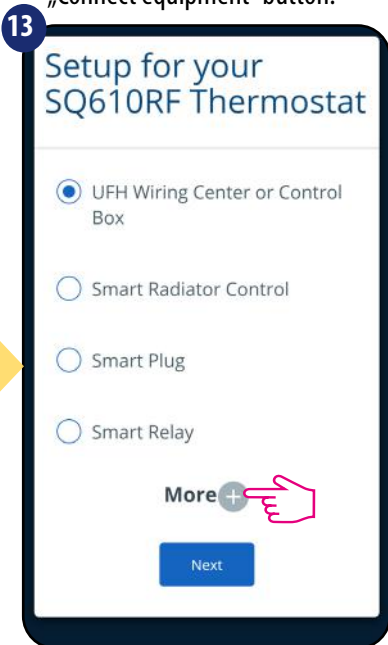 „Connect equipment" button.
13
Setup for your
SQ610RF Thermostat
UFH Wiring Center or Control
Box
Smart Radiator Control
Smart Plug
Smart Relay
More +
Next